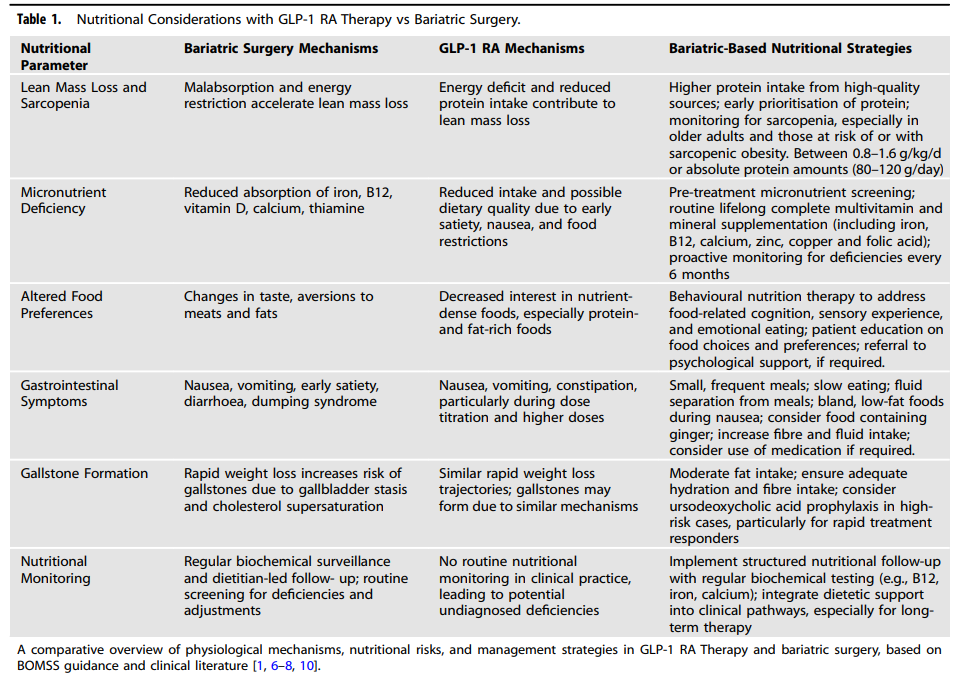 Table 1. Nutritional Considerations with GLP-1 RA Therapy vs Bariatric Surgery.
Nutritional Parameter
Bariatric Surgery Mechanisms
GLP-1 RA Mechanisms
Bariatric-Based Nutritional Strategies
Lean Mass Loss and
Sarcopenia
Malabsorption and energy
restriction accelerate lean mass loss
Energy deficit and reduced
protein intake contribute to
lean mass loss
Higher protein intake from high-quality
sources; early prioritisation of protein;
monitoring for sarcopenia, especially in
older adults and those at risk of or with
sarcopenic obesity. Between 0.8–1.6 g/kg/d
or absolute protein amounts (80–120 g/day)
Micronutrient
Deficiency
Reduced absorption of iron, B12,
vitamin D, calcium, thiamine
Reduced intake and possible
dietary quality due to early
satiety, nausea, and food
restrictions
Pre-treatment micronutrient screening;
routine lifelong complete multivitamin and
mineral supplementation (including iron,
B12, calcium, zinc, copper and folic acid);
proactive monitoring for deficiencies every
6 months
Altered Food
Preferences
Changes in taste, aversions to
meats and fats
Decreased interest in nutrient-
dense foods, especially protein-
and fat-rich foods
Behavioural nutrition therapy to address
food-related cognition, sensory experience,
and emotional eating; patient education on
food choices and preferences; referral to
psychological support, if required.
Gastrointestinal
Symptoms
Nausea, vomiting, early satiety,
diarrhoea, dumping syndrome
Nausea, vomiting, constipation,
particularly during dose
titration and higher doses
Small, frequent meals; slow eating; fluid
separation from meals; bland, low-fat foods
during nausea; consider food containing
ginger; increase fibre and fluid intake;
consider use of medication if required.
Gallstone Formation
Rapid weight loss increases risk of
gallstones due to gallbladder stasis
and cholesterol supersaturation
Similar rapid weight loss
trajectories; gallstones may
form due to similar mechanisms
Moderate fat intake; ensure adequate
hydration and fibre intake; consider
ursodeoxycholic acid prophylaxis in high-
risk cases, particularly for rapid treatment
responders
Nutritional
Monitoring
Regular biochemical surveillance
and dietitian-led follow- up; routine
screening for deficiencies and
adjustments
No routine nutritional
monitoring in clinical practice,
leading to potential
undiagnosed deficiencies
Implement structured nutritional follow-up
with regular biochemical testing (e.g., B12,
iron, calcium); integrate dietetic support
into clinical pathways, especially for long-
term therapy
A comparative overview of physiological mechanisms, nutritional risks, and management strategies in GLP-1 RA Therapy and bariatric surgery, based on
BOMSS guidance and clinical literature [1, 6–8, 10].